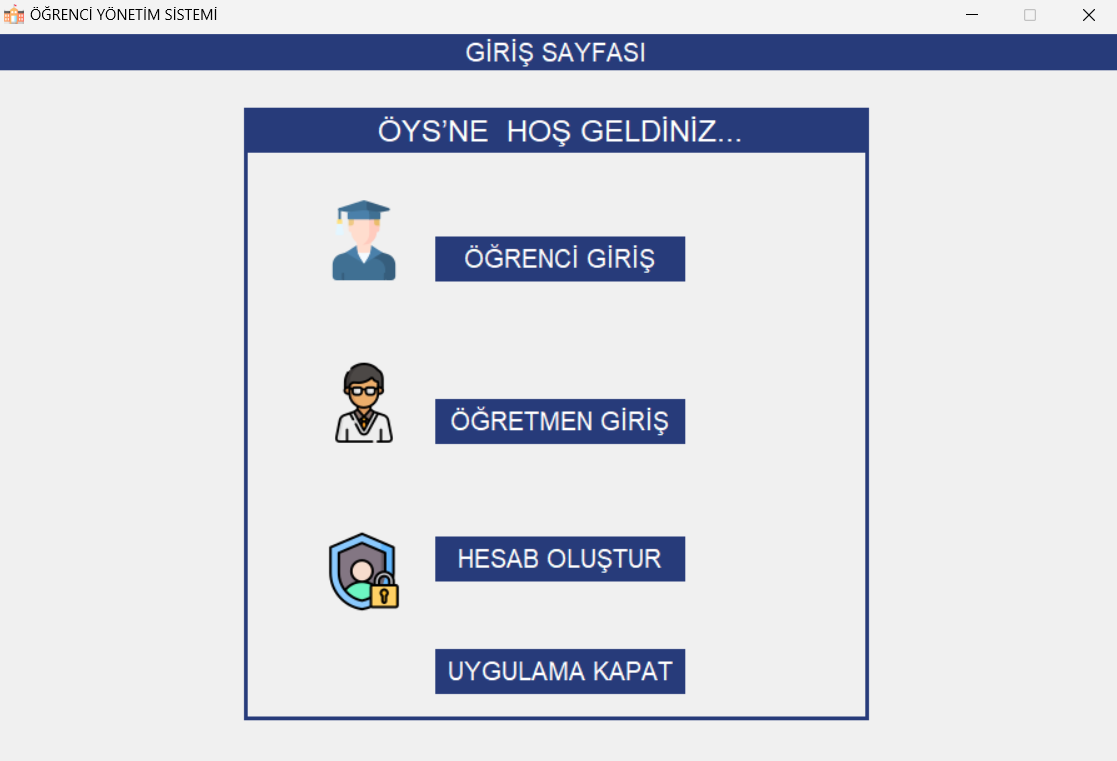 ÖĞRENCİ YÖNETİM SİSTEMİ
GİRİŞ SAYFASI
ÖYS’NE  HOŞ GELDİNİZ...
ÖĞRENCİ GİRİŞ
ÖĞRETMEN GİRİŞ
HESAB OLUŞTUR
UYGULAMA KAPAT